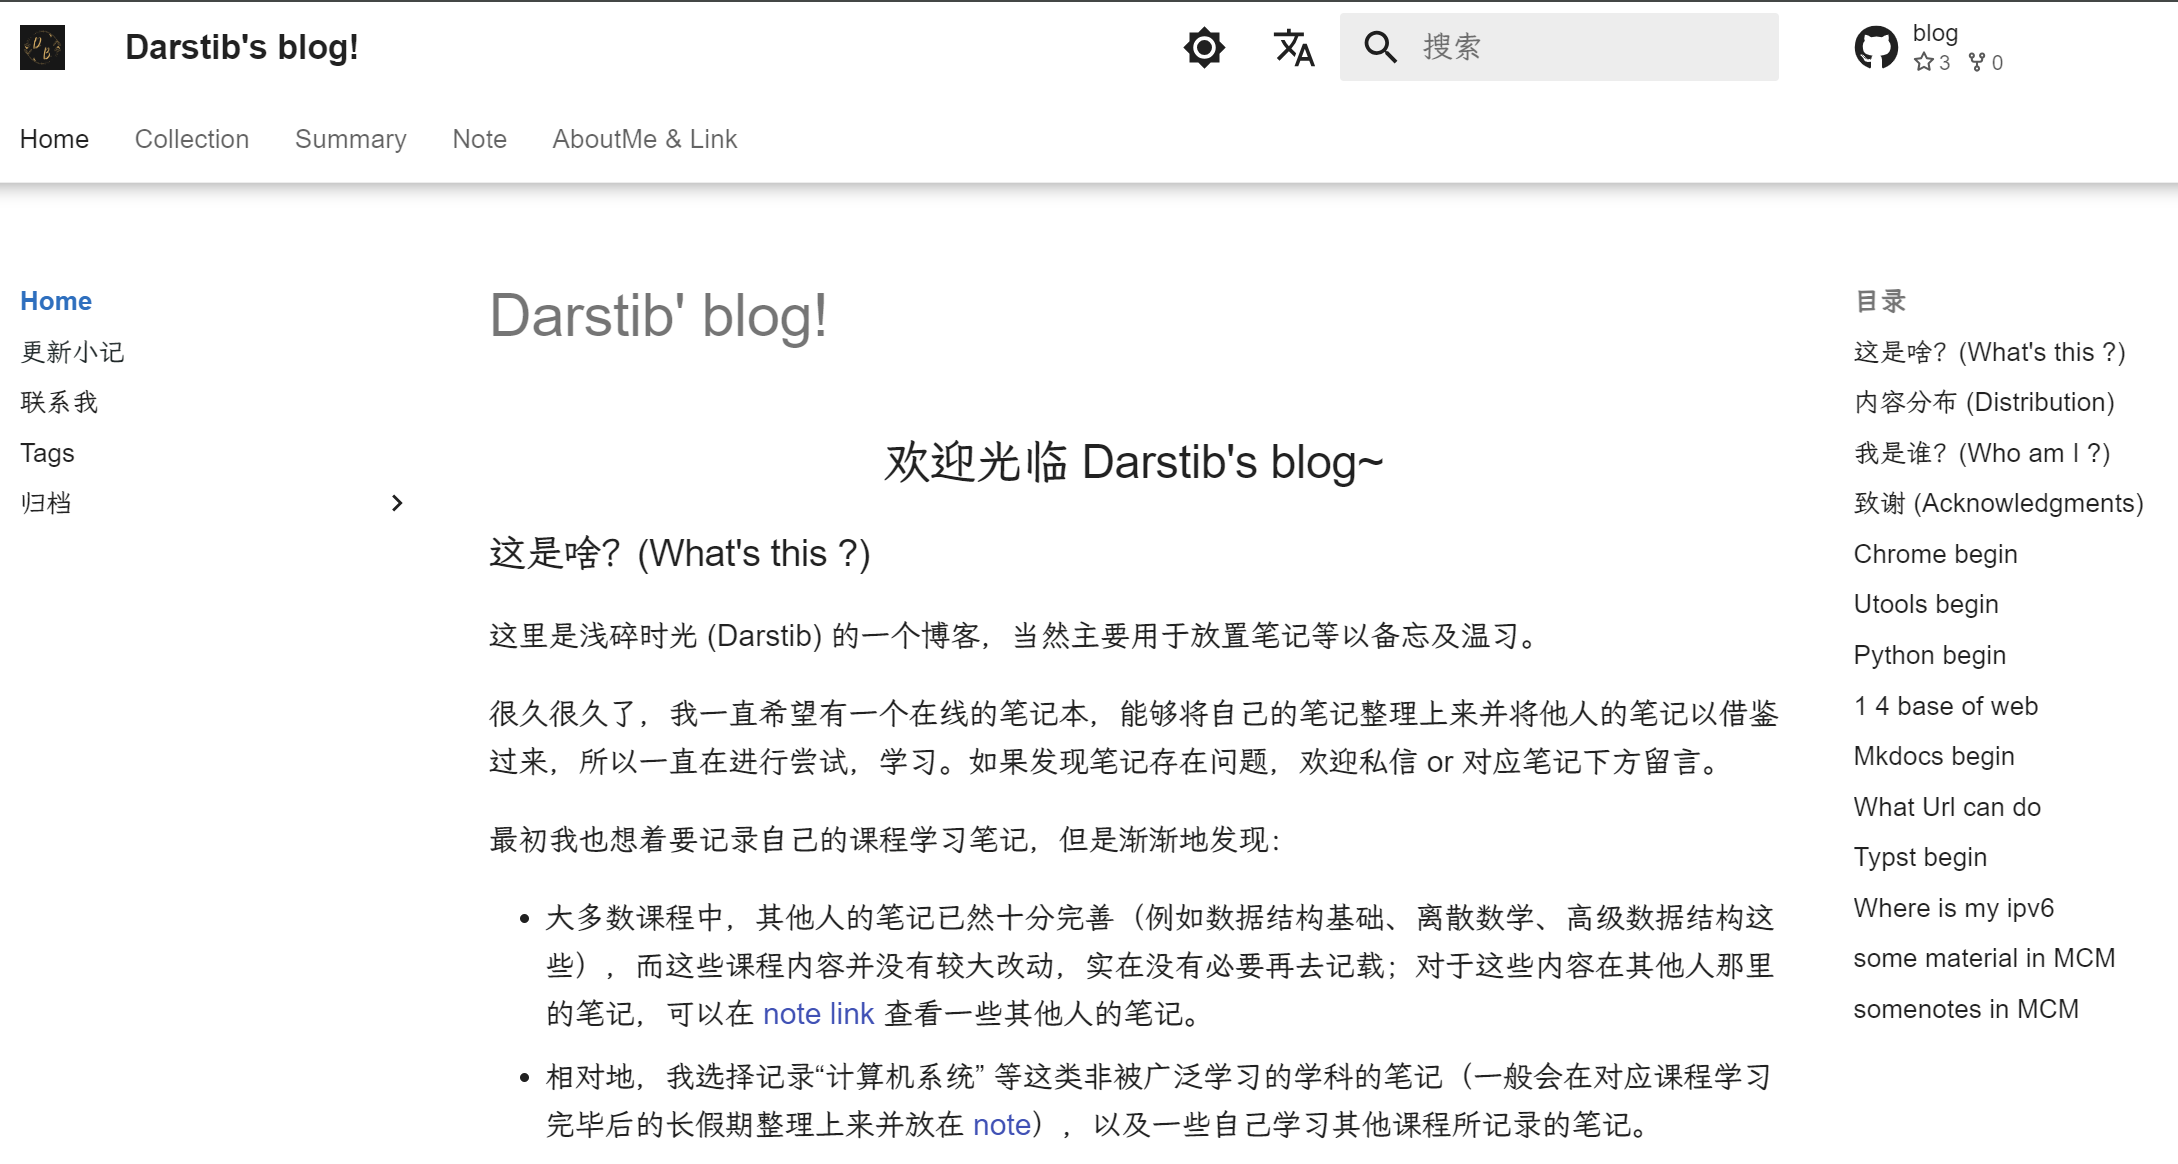 Darstib's blog!
搜索
blog
3 0
Home Collection Summary Note AboutMe & Link
Home
更新小记
联系我
Tags
归档
Darstib' blog!
欢迎光临 Darstib's blog~
这是啥？(What's this ?)
这里是浅碎时光 (Darstib) 的一个博客，当然主要用于放置笔记等以备忘及温习。
很久很久了，我一直希望有一个在线的笔记本，能够将自己的笔记整理上来并将他人的笔记以借鉴
过来，所以一直在进行尝试，学习。如果发现笔记存在问题，欢迎私信 or 对应笔记下方留言。
最初我也想着要记录自己的课程学习笔记，但是渐渐地发现：
• 大多数课程中，其他人的笔记已然十分完善（例如数据结构基础、离散数学、高级数据结构这
些），而这些课程内容并没有较大改动，实在没有必要再去记载；对于这些内容在其他人那里
的笔记，可以在 note link 查看一些其他人的笔记。
• 相对地，我选择记录“计算机系统” 等这类非被广泛学习的学科的笔记（一般会在对应课程学习
完毕后的长假期整理上来并放在 note），以及一些自己学习其他课程所记录的笔记。
目录
这是啥？(What's this ?)
内容分布 (Distribution)
我是谁？(Who am I ?)
致谢 (Acknowledgments)
Chrome begin
Utools begin
Python begin
1 4 base of web
Mkdocs begin
What Url can do
Typst begin
Where is my ipv6
some material in MCM
somenotes in MCM